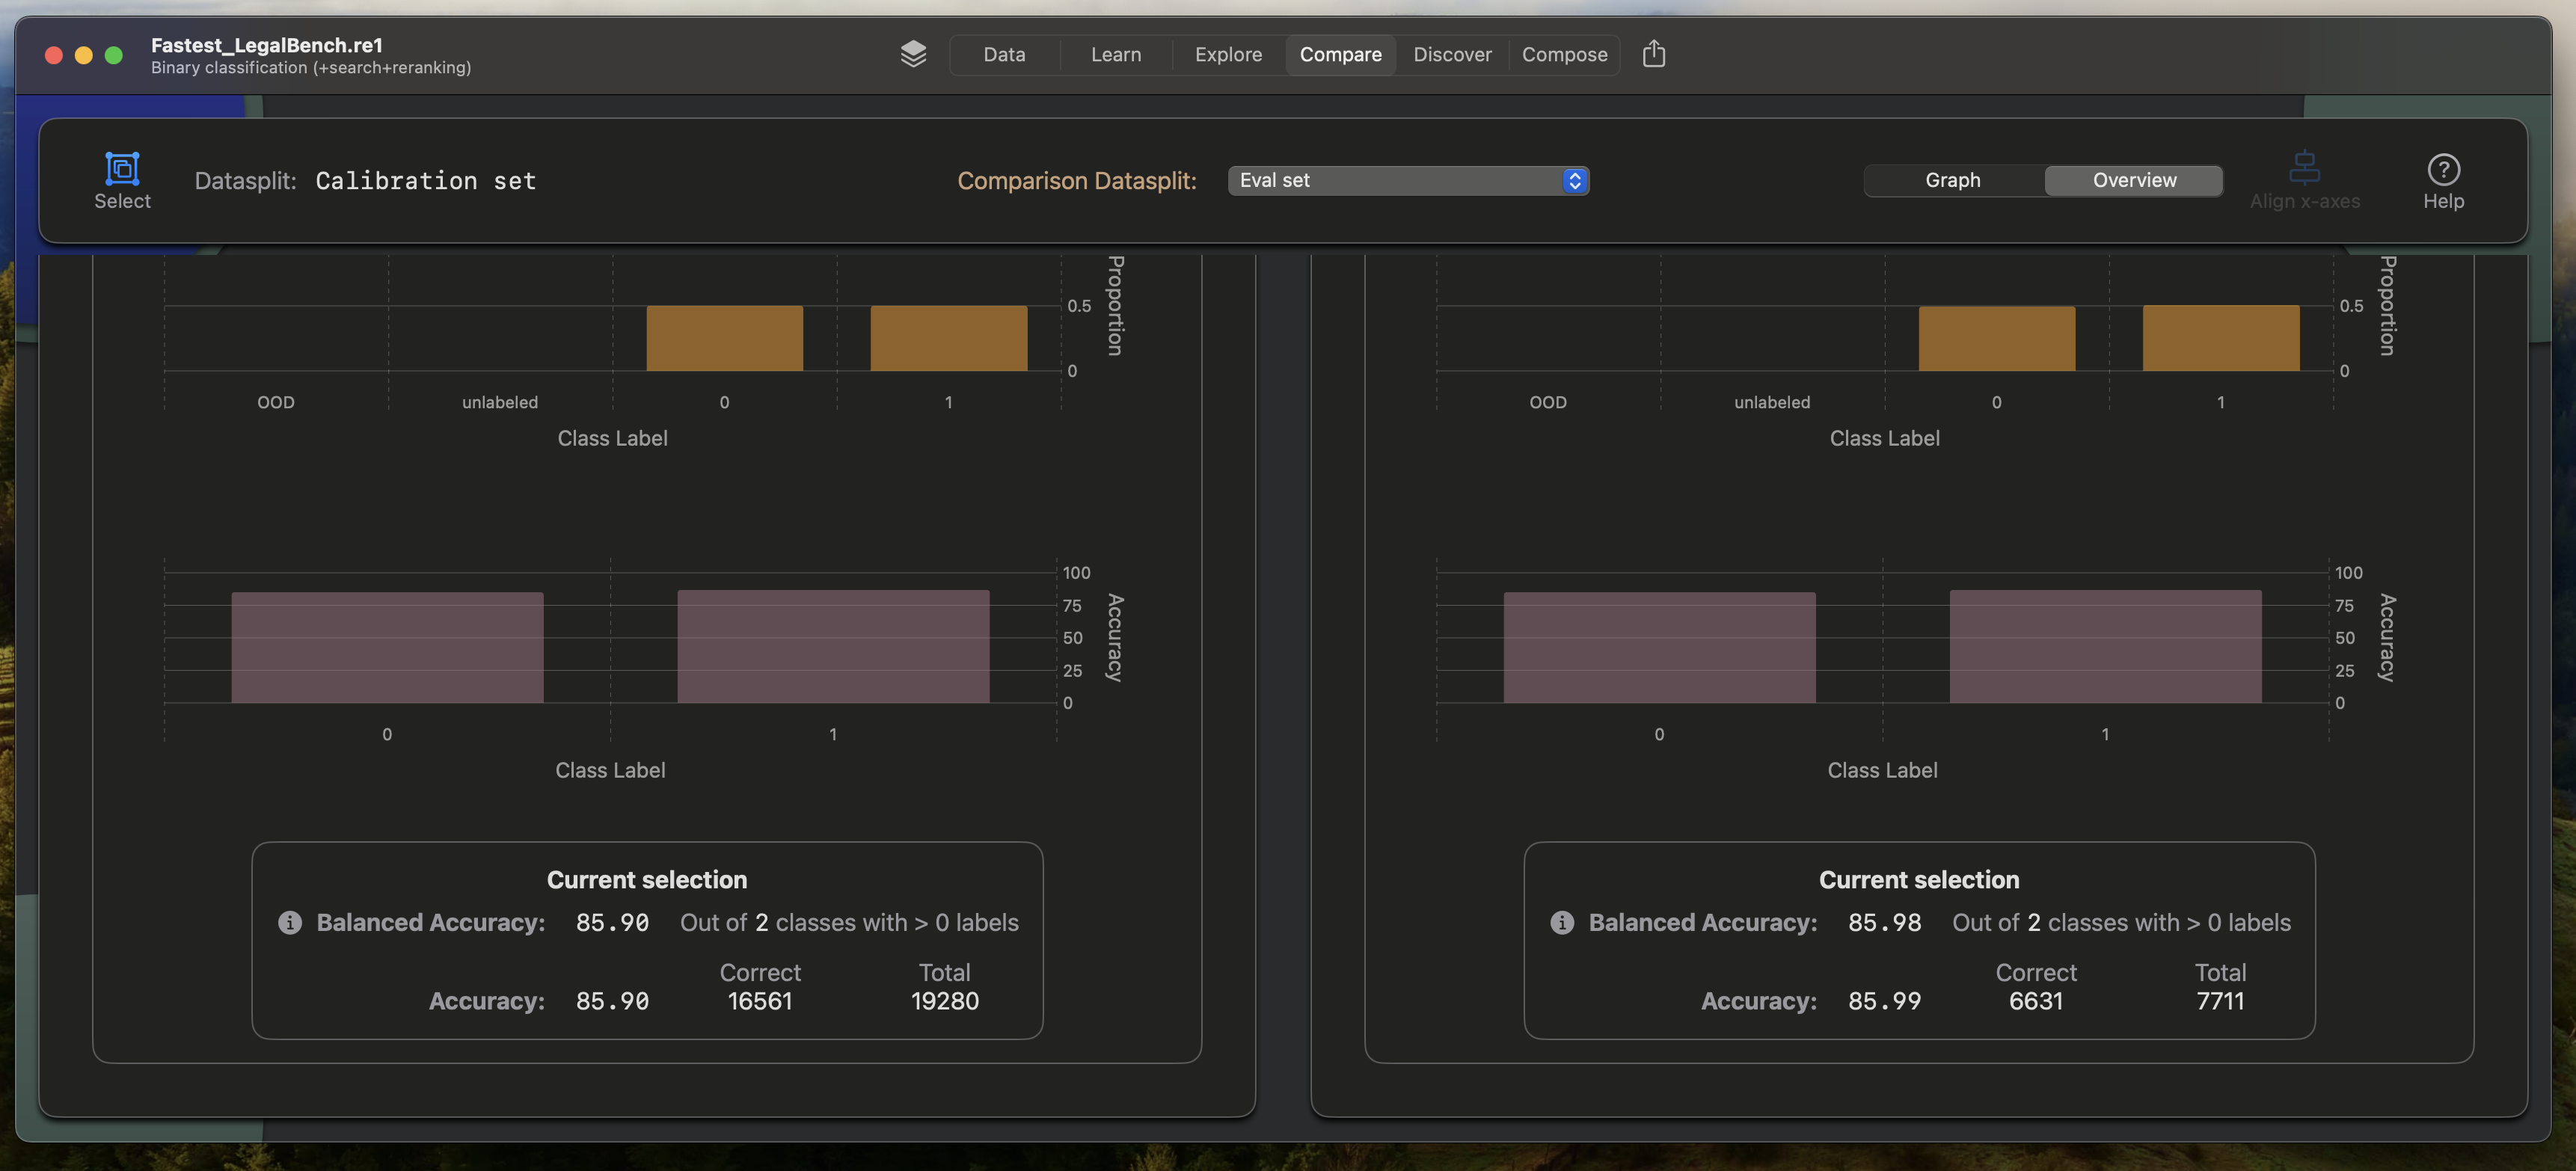 Fastest_LegalBench.re1
Binary classification (+search+reranking)
Data Learn Explore Compare Discover Compose
Select
Datasplit: Calibration set
Comparison Datasplit: Eval set
Graph Overview
Align x-axes
Help
Proportion
0.5
0
OOD unlabeled 0 1
Class Label
100
75
50
25
0
Accuracy
0 1
Class Label
Current selection
Balanced Accuracy: 85.90 Out of 2 classes with > 0 labels
Correct Total
Accuracy: 85.90 16561 19280
Proportion
0.5
0
OOD unlabeled 0 1
Class Label
100
75
50
25
0
Accuracy
0 1
Class Label
Current selection
Balanced Accuracy: 85.98 Out of 2 classes with > 0 labels
Correct Total
Accuracy: 85.99 6631 7711